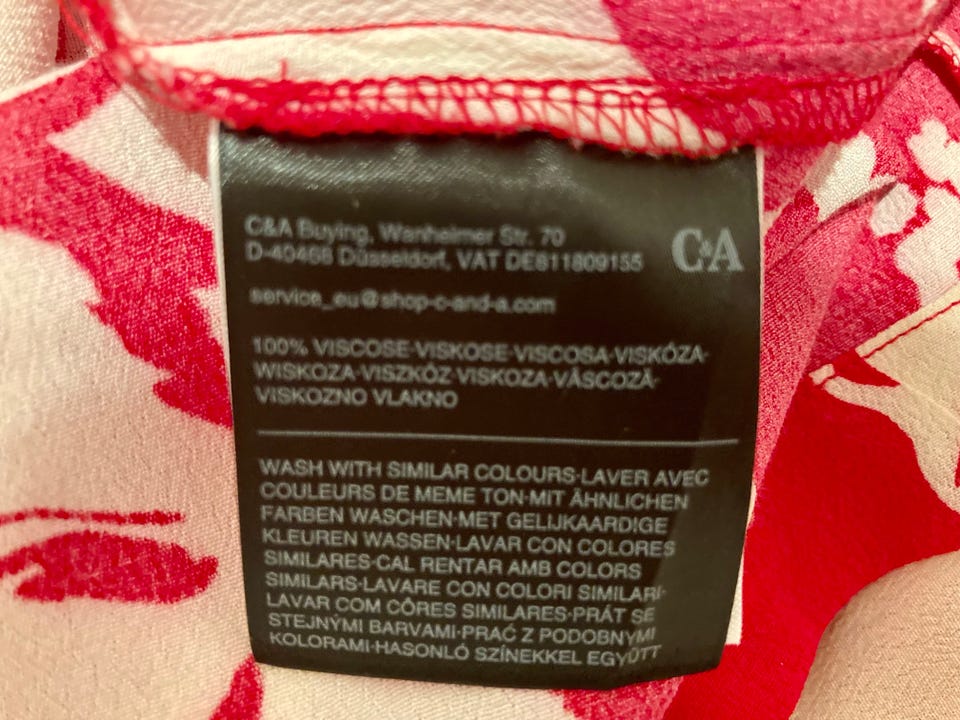 C&A Buying, Wanheimer Str. 70
D-40468 Düsseldorf, VAT DE811809155
C&A
service_eu@shop-c-and-a.com
100% VISCOSE·VISKOSE·VISCOSA·VISKÓZA·
WISKOZA·VISZKÓZ·VISKOZA·VÂSCOZĂ·
VISKOZNO VLAKNO
WASH WITH SIMILAR COLOURS·LAVER AVEC
COULEURS DE MEME TON·MIT ÄHNLICHEN
FARBEN WASCHEN·MET GELIJKAARDIGE
KLEUREN WASSEN·LAVAR CON COLORES
SIMILARES·CAL RENTAR AMB COLORS
SIMILARS·LAVARE CON COLORI SIMILARI·
LAVAR COM CÔRES SIMILARES·PRÁT SE
STEJNÝMI BARVAMI·PRAĆ Z PODOBNYMI
KOLORAMI·HASONLÓ SZÍNEKKEL EGYÜTT